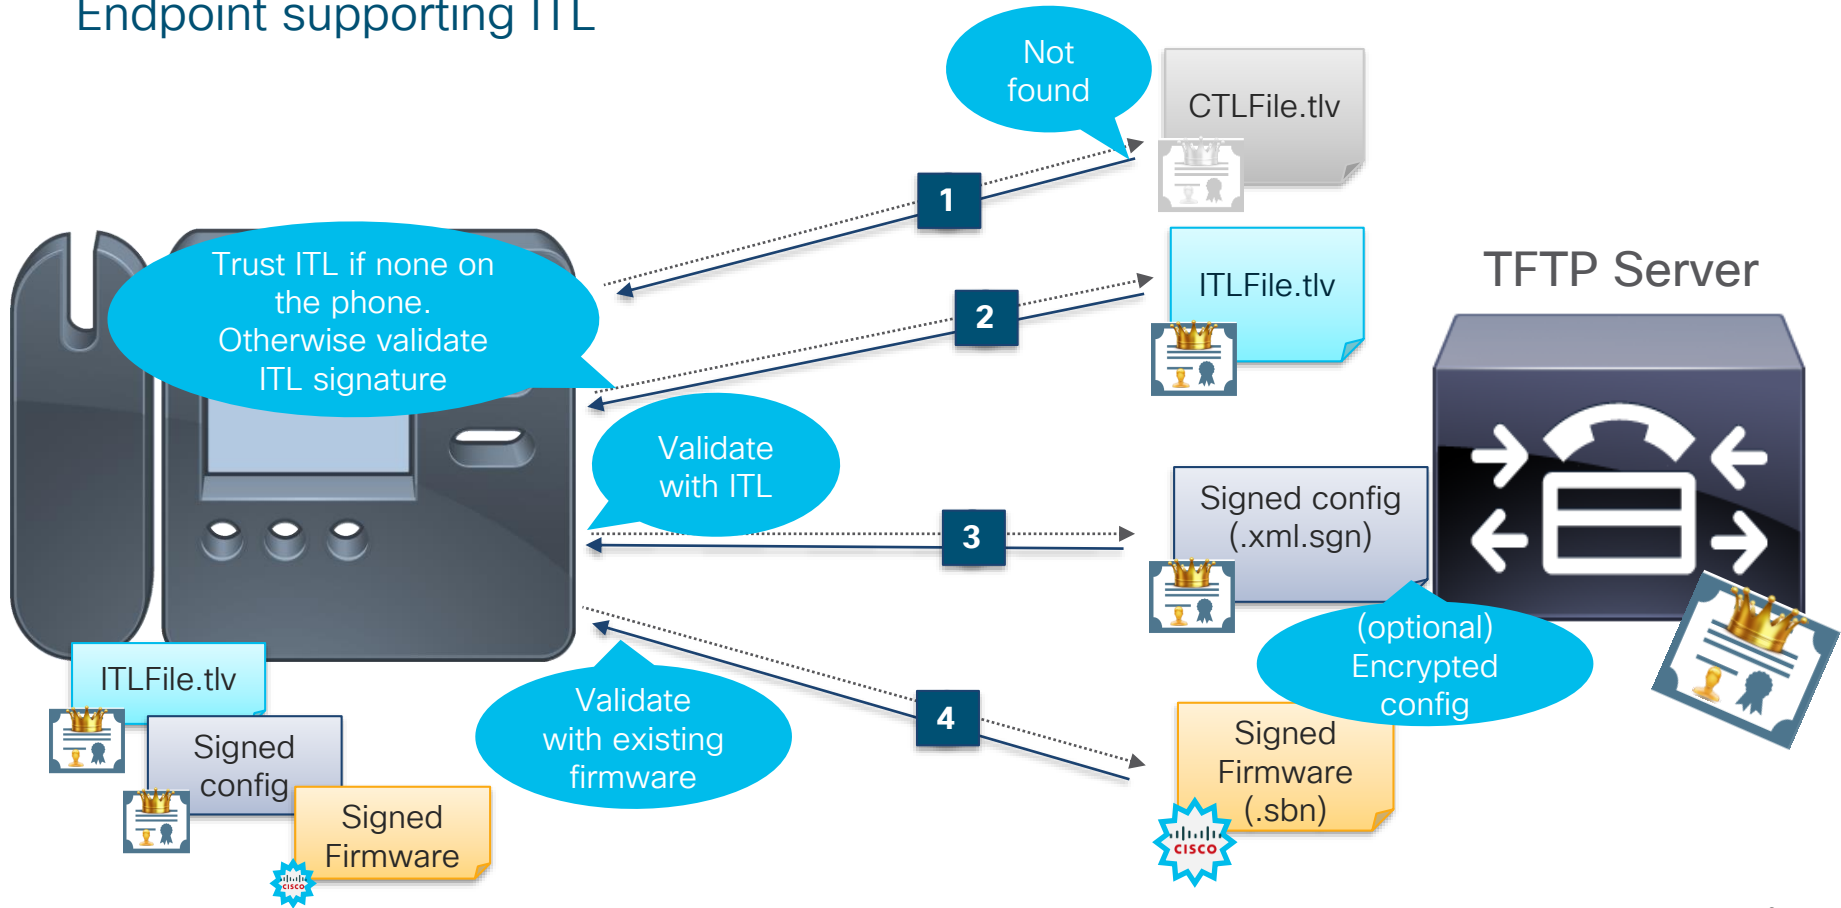 Endpoint supporting ITL
Not
found
CTLFile.tlv
1
Trust ITL if none on
the phone.
Otherwise validate
ITL signature
2
ITLFile.tlv
TFTP Server
Validate
with ITL
3
Signed config
(.xml.sgn)
(optional)
Encrypted
config
Validate
with existing
firmware
4
Signed
Firmware
(.sbn)
CISCO
ITLFile.tlv
Signed
config
Signed
Firmware
CISCO